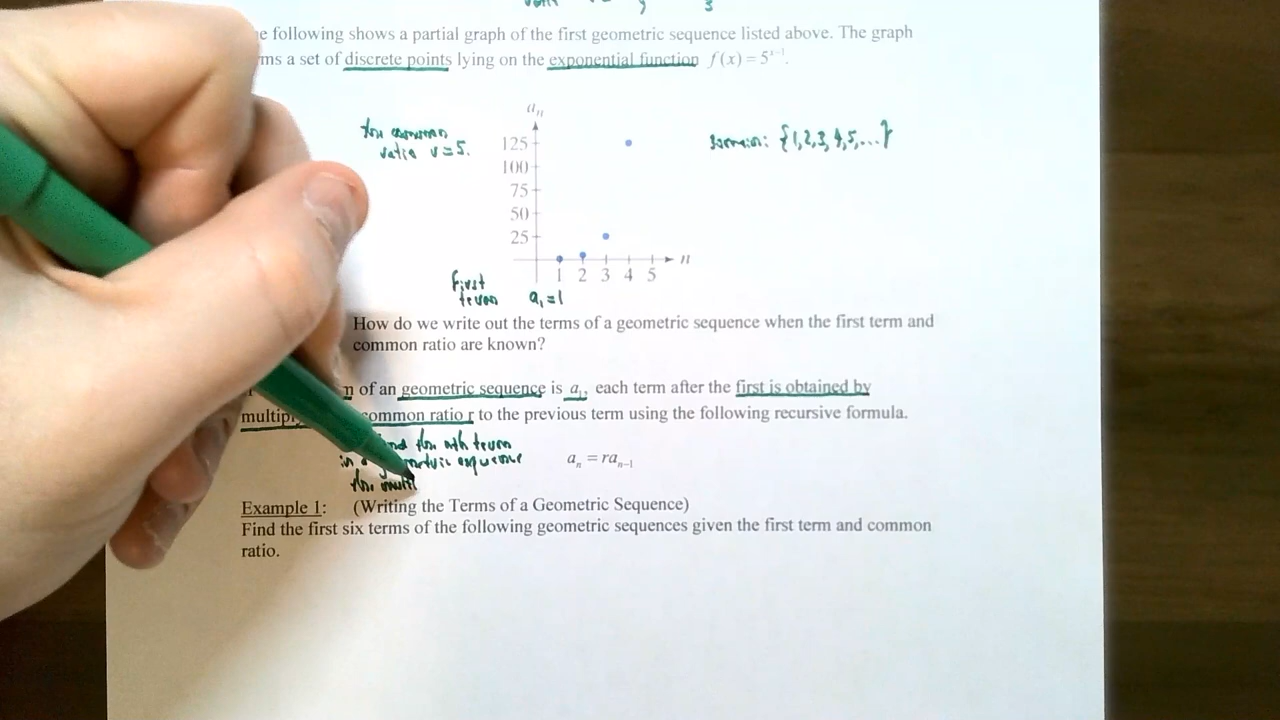 e following shows a partial graph of the first geometric sequence listed above. The graph
ms a set of discrete points lying on the exponential function f(x) = 5^{x-1}.
aₙ
the common
ratio r = 5.
125
100
75
50
25
domain: {1,2,3,4,5,...}
1 2 3 4 5
n
first
term a₁=1
How do we write out the terms of a geometric sequence when the first term and
common ratio are known?
n of an geometric sequence is a₁, each term after the first is obtained by
common ratio r to the previous term using the following recursive formula.
the nth term
in a
aₙ = raₙ₋₁
Example 1: (Writing the Terms of a Geometric Sequence)
Find the first six terms of the following geometric sequences given the first term and common
ratio.